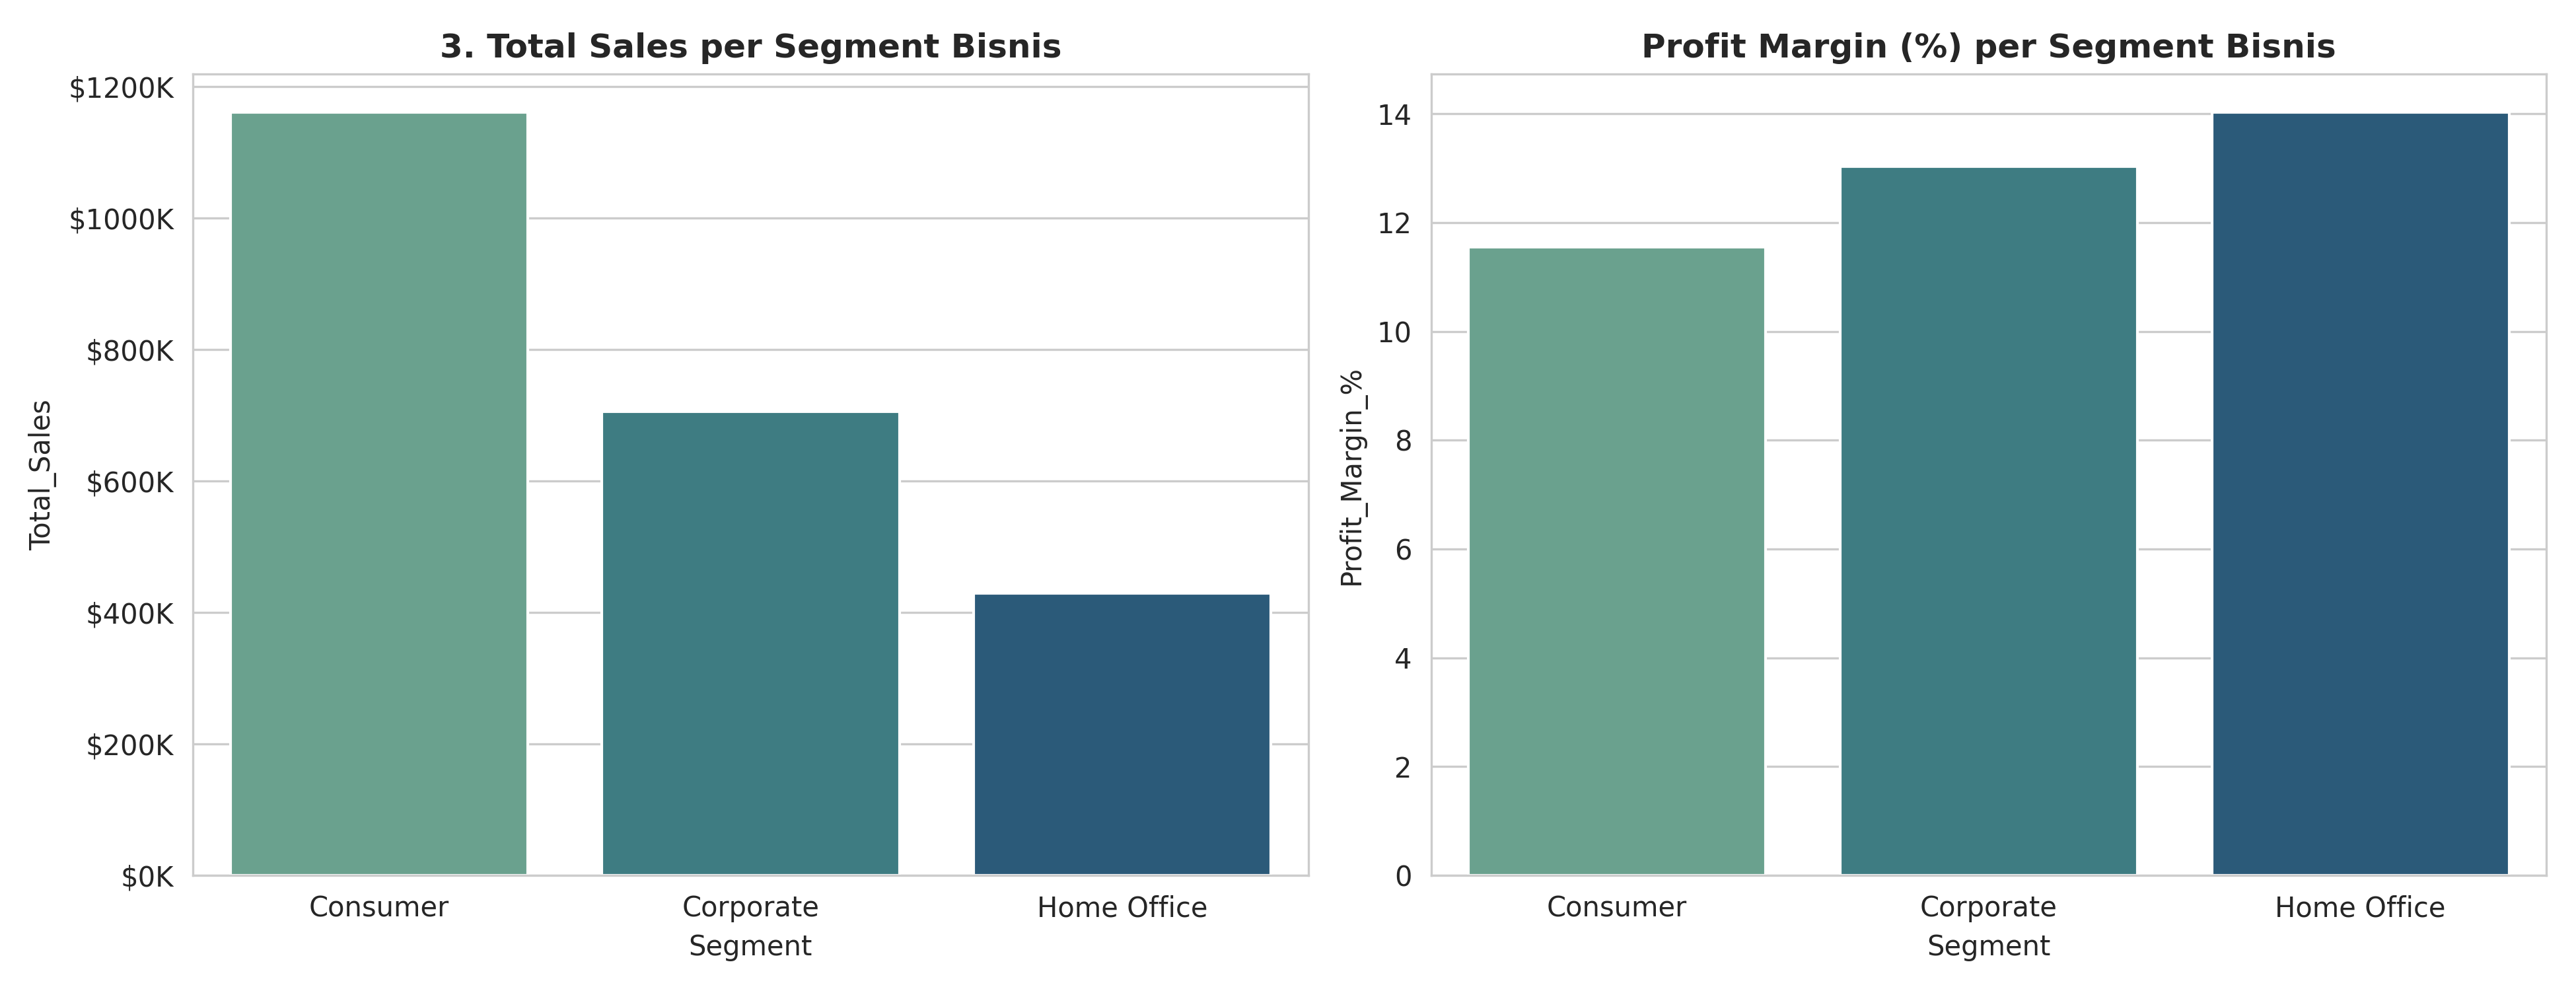 3. Total Sales per Segment Bisnis
$1200K
$1000K
$800K
$600K
$400K
$200K
$0K
Total_Sales
Consumer
Corporate
Home Office
Segment
Profit Margin (%) per Segment Bisnis
14
12
10
8
6
4
2
0
Profit_Margin_%
Consumer
Corporate
Home Office
Segment